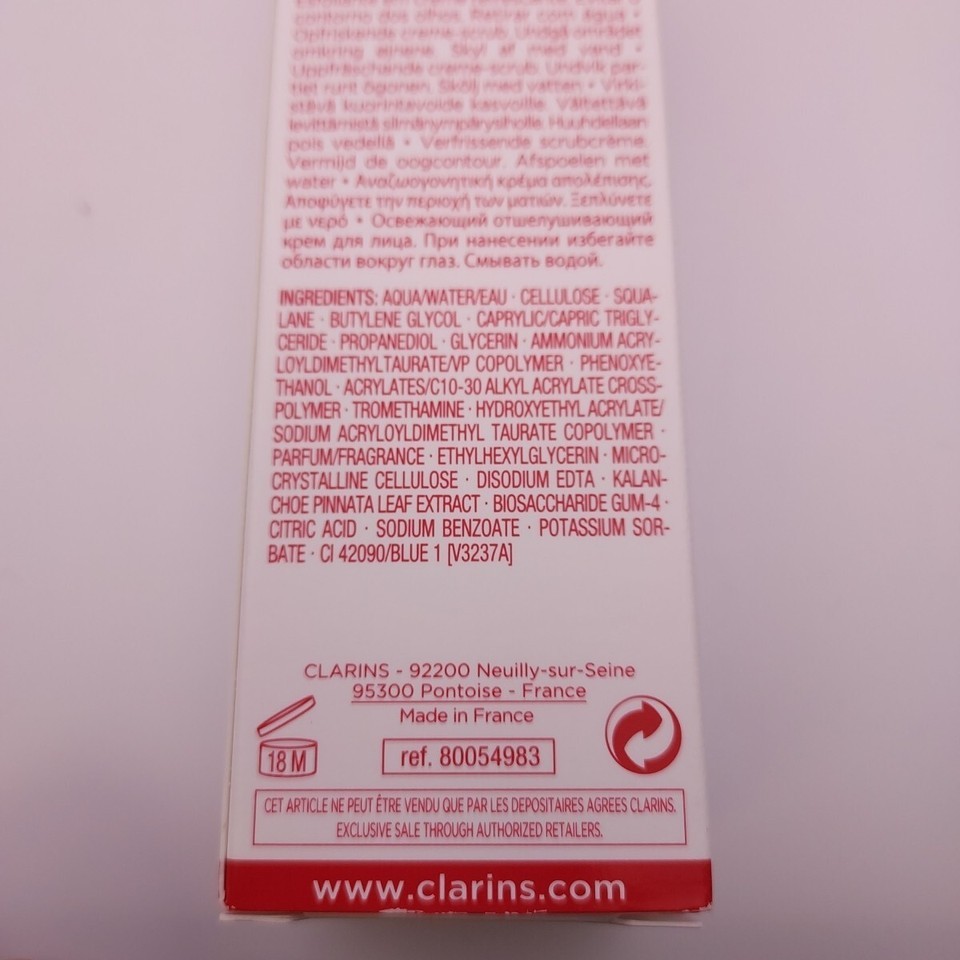 contorno dos olhos. Retirar com água •
Opfriskende creme-scrub. Undgå området
omkring øjnene. Skyl af med vand •
Uppfräschande creme-scrub. Undvik par-
tiet runt ögonen. Skölj med vatten • Virki-
stävä kuorintavoide kasvoille. Vältettävä
levittämistä silmänympärysiholle. Huuhdellaan
pois vedellä • Verfrissende scrubcrème.
Vermijd de oogcontour. Afspoelen met
water • Αναζωογονητική κρέμα απολέπισης.
Αποφύγετε την περιοχή των ματιών. Ξεπλύνετε
με νερό • Освежающий отшелушивающий
крем для лица. При нанесении избегайте
области вокруг глаз. Смывать водой.
INGREDIENTS: AQUA/WATER/EAU · CELLULOSE · SQUA-
LANE · BUTYLENE GLYCOL · CAPRYLIC/CAPRIC TRIGLY-
CERIDE · PROPANEDIOL · GLYCERIN · AMMONIUM ACRY-
LOYLDIMETHYLTAURATE/VP COPOLYMER · PHENOXYE-
THANOL · ACRYLATES/C10-30 ALKYL ACRYLATE CROSS-
POLYMER · TROMETHAMINE · HYDROXYETHYL ACRYLATE/
SODIUM ACRYLOYLDIMETHYL TAURATE COPOLYMER ·
PARFUM/FRAGRANCE · ETHYLHEXYLGLYCERIN · MICRO-
CRYSTALLINE CELLULOSE · DISODIUM EDTA · KALAN-
CHOE PINNATA LEAF EXTRACT · BIOSACCHARIDE GUM-4 ·
CITRIC ACID · SODIUM BENZOATE · POTASSIUM SOR-
BATE · CI 42090/BLUE 1 [V3237A]
CLARINS - 92200 Neuilly-sur-Seine
95300 Pontoise - France
Made in France
18 M
ref. 80054983
CET ARTICLE NE PEUT ÊTRE VENDU QUE PAR LES DEPOSITAIRES AGREES CLARINS.
EXCLUSIVE SALE THROUGH AUTHORIZED RETAILERS.
www.clarins.com